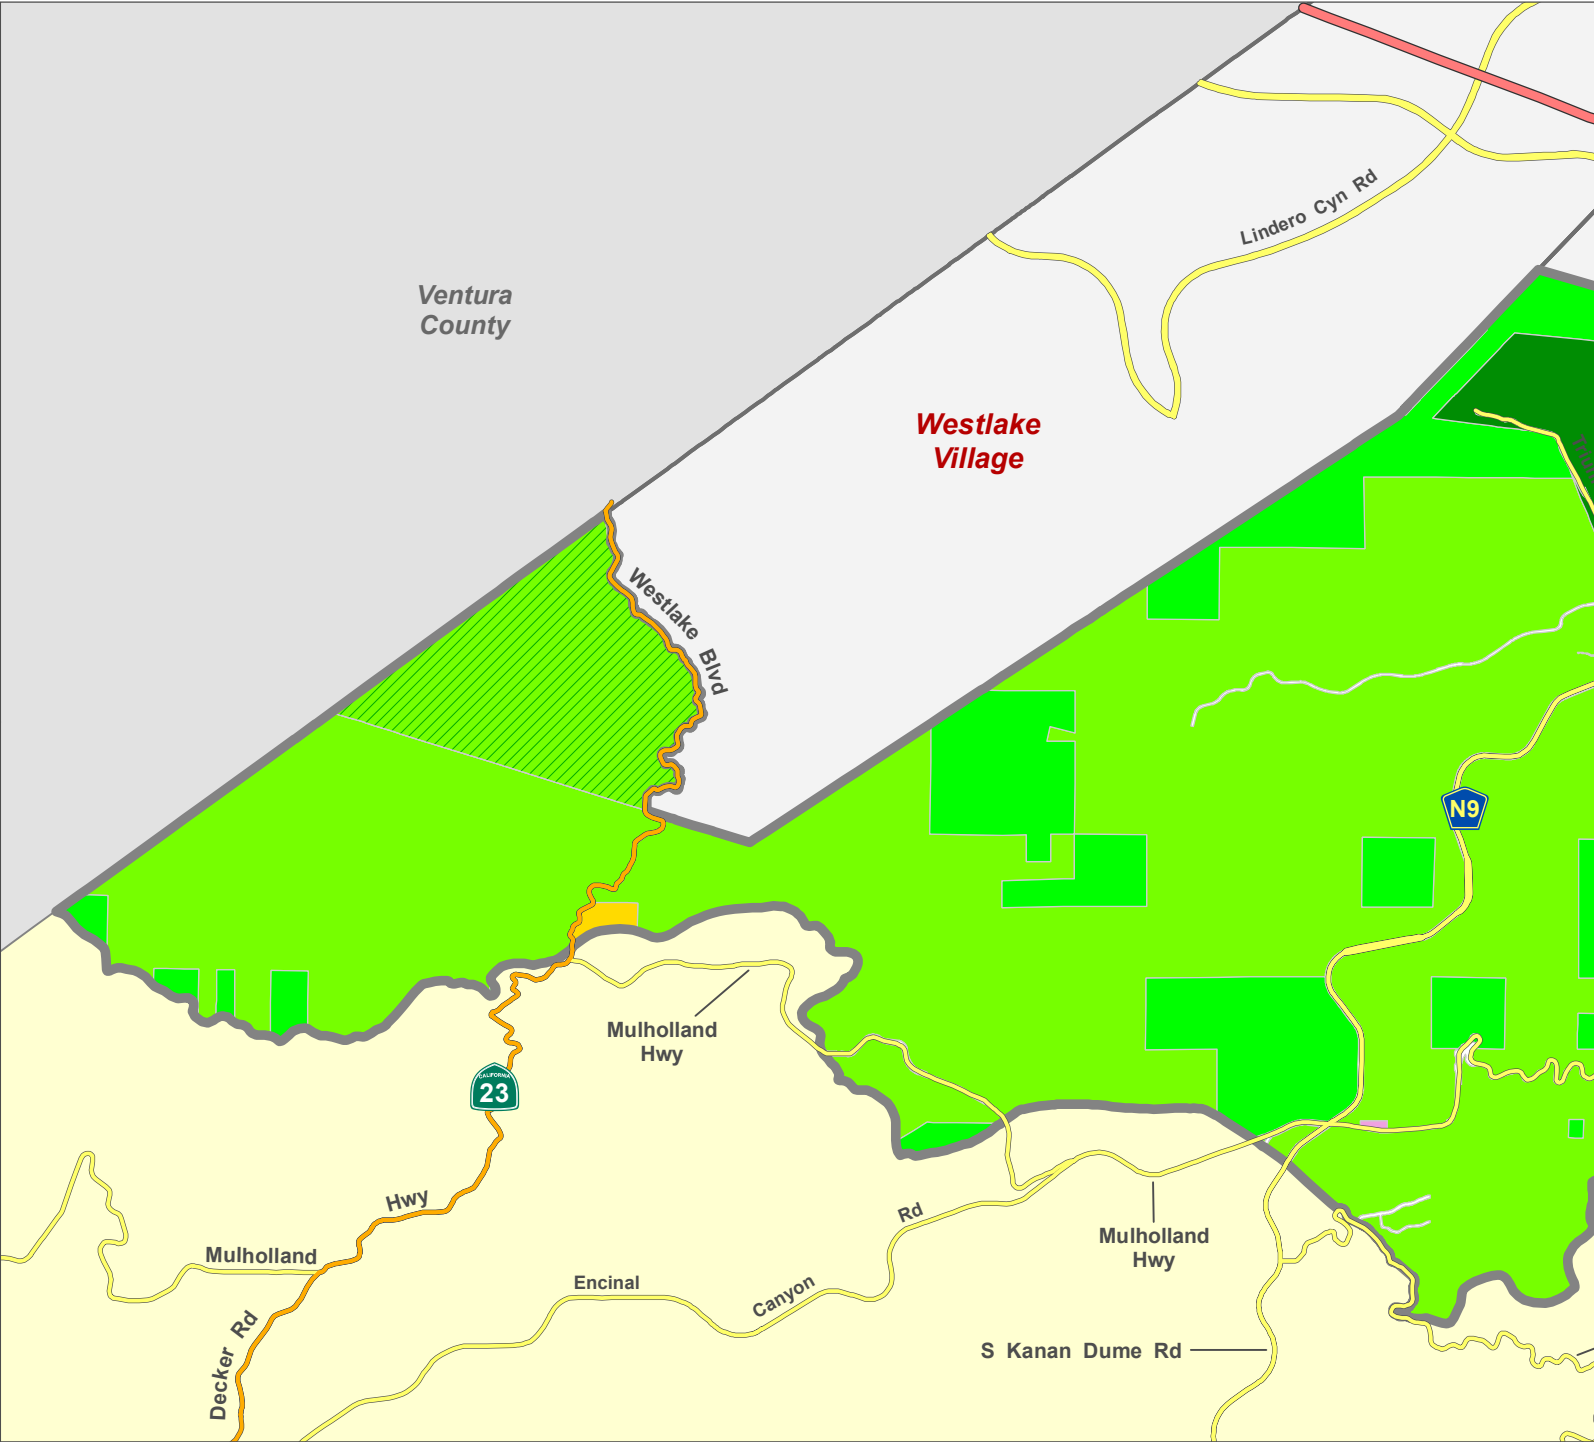 Lindero Cyn Rd
Ventura
County
Westlake
Village
Westlake Blvd
N9
Mulholland
Hwy
CALIFORNIA
23
Hwy
Mulholland
Rd
Mulholland
Hwy
Encinal
Canyon
Decker Rd
S Kanan Dume Rd